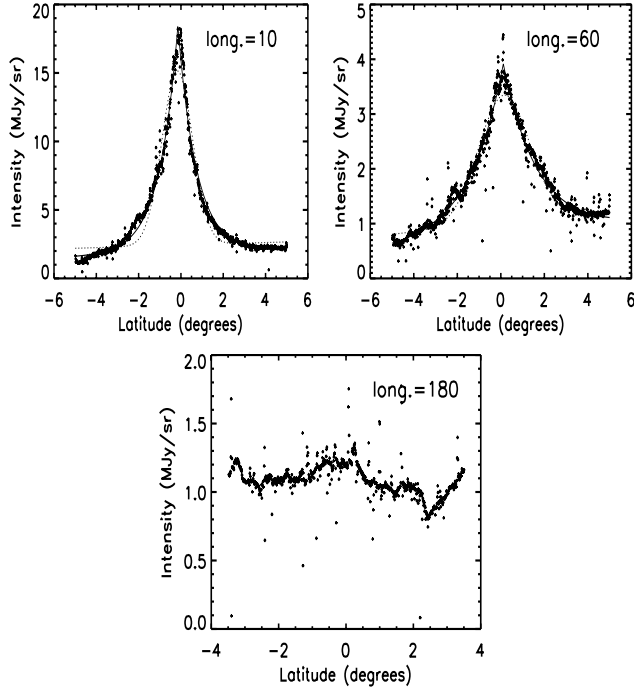 long.=10
Intensity (MJy/sr)
20
15
10
5
0
−6 −4 −2 0 2 4 6
Latitude (degrees)
long.=60
Intensity (MJy/sr)
5
4
3
2
1
0
−6 −4 −2 0 2 4 6
Latitude (degrees)
long.=180
Intensity (MJy/sr)
2.0
1.5
1.0
0.5
0.0
−4 −2 0 2 4
Latitude (degrees)